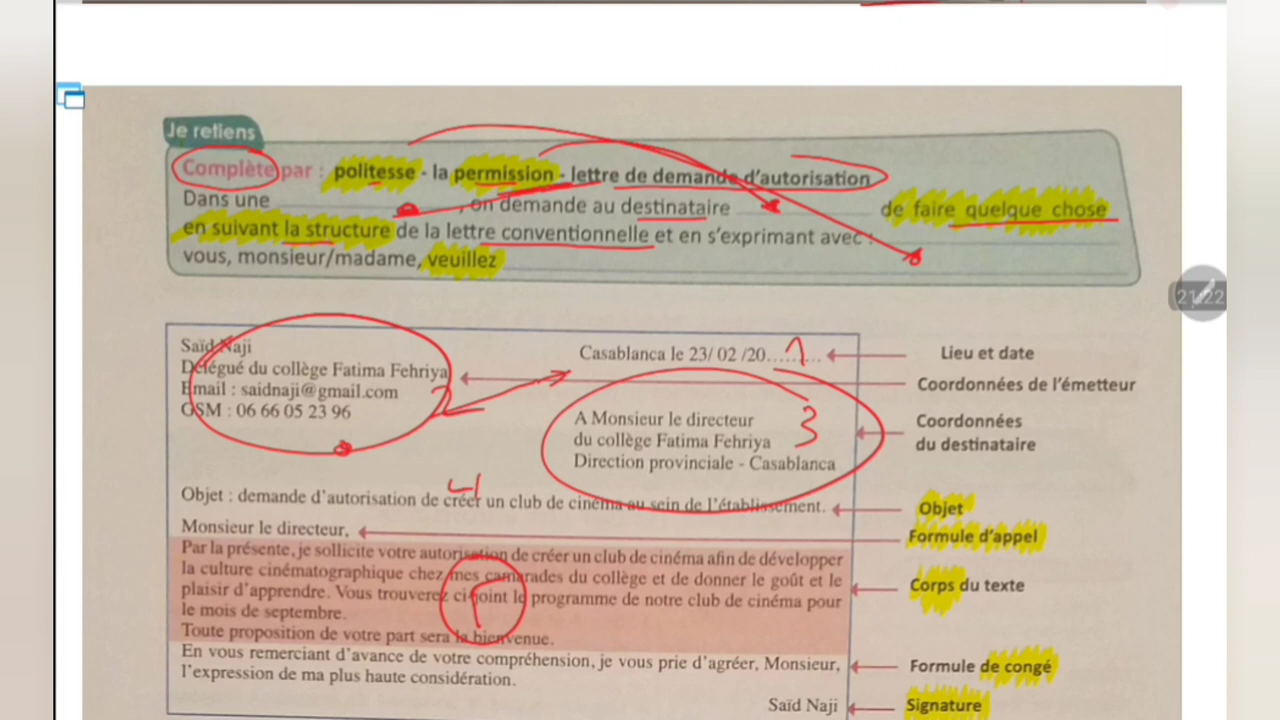 Je retiens
Complète par : politesse - la permission - lettre de demande d'autorisation
Dans une , on demande au destinataire de faire quelque chose
en suivant la structure de la lettre conventionnelle et en s'exprimant avec :
vous, monsieur/madame, veuillez
21/22
Saïd Naji
Délégué du collège Fatima Fehriya
Email : saidnaji@gmail.com
GSM : 06 66 05 23 96
2
Casablanca le 23/ 02 /20.........
1
Lieu et date
Coordonnées de l'émetteur
A Monsieur le directeur
du collège Fatima Fehriya
Direction provinciale - Casablanca
3
Coordonnées
du destinataire
4
Objet : demande d'autorisation de créer un club de cinéma au sein de l'établissement.
Objet
Monsieur le directeur,
Formule d'appel
Par la présente, je sollicite votre autorisation de créer un club de cinéma afin de développer
la culture cinématographique chez mes camarades du collège et de donner le goût et le
plaisir d'apprendre. Vous trouverez ci-joint le programme de notre club de cinéma pour
le mois de septembre.
Toute proposition de votre part sera la bienvenue.
Corps du texte
En vous remerciant d'avance de votre compréhension, je vous prie d'agréer, Monsieur,
l'expression de ma plus haute considération.
Formule de congé
Saïd Naji
Signature